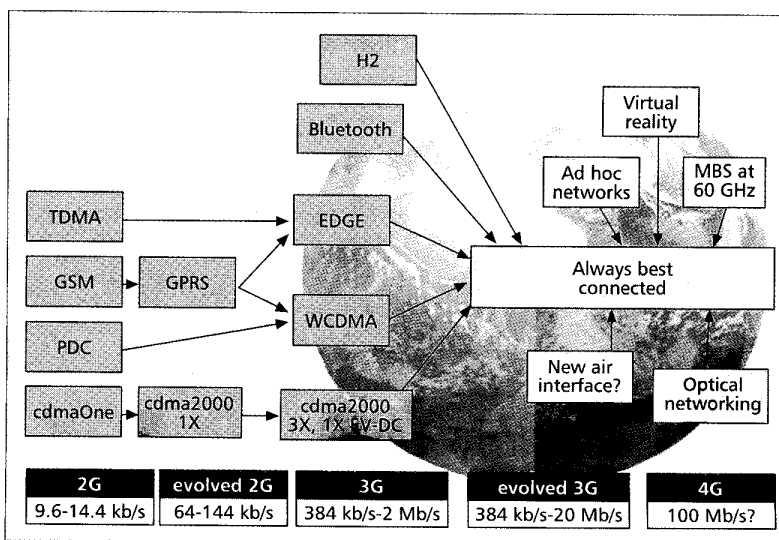 H2
Bluetooth
Virtual
reality
Ad hoc
networks
MBS at
60 GHz
TDMA
EDGE
GSM
GPRS
Always best
connected
WCDMA
PDC
New air
interface?
Optical
networking
cdmaOne
cdma2000
1X
cdma2000
3X, 1X EV-DC
2G
9.6-14.4 kb/s
evolved 2G
64-144 kb/s
3G
384 kb/s-2 Mb/s
evolved 3G
384 kb/s-20 Mb/s
4G
100 Mb/s?